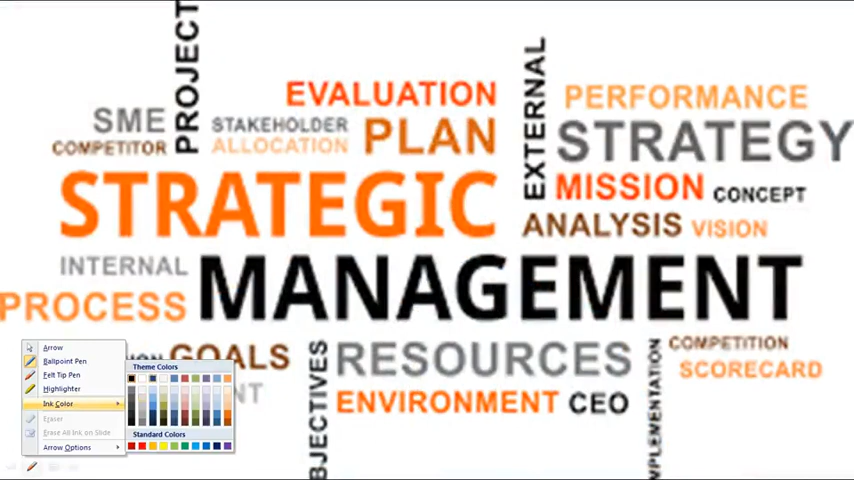 PROJECT
EVALUATION
EXTERNAL
PERFORMANCE
SME
STAKEHOLDER
PLAN
STRATEGY
COMPETITOR
ALLOCATION
STRATEGIC
MISSION
CONCEPT
ANALYSIS
VISION
INTERNAL
MANAGEMENT
PROCESS
GOALS
RESOURCES
COMPETITION
SCORECARD
ENVIRONMENT
CEO
BJECTIVES
MPLEMENTATION
Arrow
Ballpoint Pen
Felt Tip Pen
Highlighter
Ink Color
Eraser
Erase All Ink on Slide
Arrow Options
Theme Colors
Standard Colors